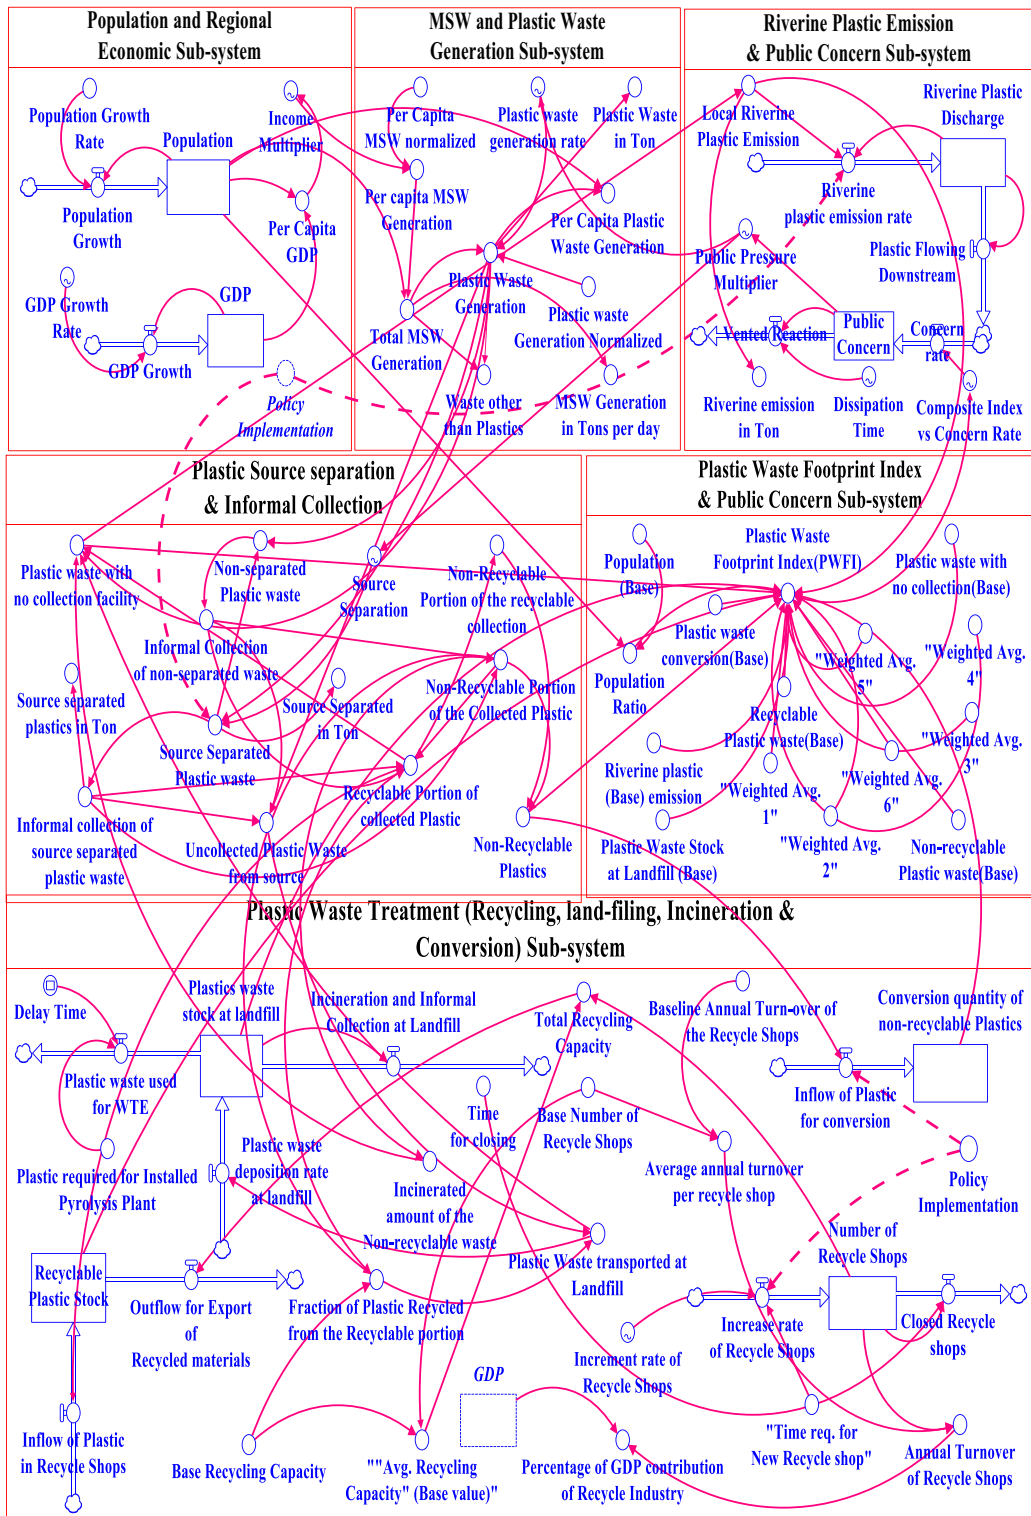 Population and Regional
Economic Sub-system
MSW and Plastic Waste
Generation Sub-system
Riverine Plastic Emission
& Public Concern Sub-system
Population Growth
Rate
Population
Income
Multiplier
Population
Growth
Per Capita
GDP
GDP Growth
Rate
GDP
GDP Growth
Policy
Implementation
Per Capita
MSW normalized
Plastic waste
generation rate
Plastic Waste
in Ton
Per capita MSW
Generation
Per Capita Plastic
Waste Generation
Plastic Waste
Generation
Plastic waste
Generation Normalized
Total MSW
Generation
Waste other
than Plastics
MSW Generation
in Tons per day
Local Riverine
Plastic Emission
Riverine Plastic
Discharge
Riverine
plastic emission rate
Public Pressure
Multiplier
Plastic Flowing
Downstream
Vented Reaction
Public
Concern
Concern
rate
Riverine emission
in Ton
Dissipation
Time
Composite Index
vs Concern Rate
Plastic Source separation
& Informal Collection
Plastic Waste Footprint Index
& Public Concern Sub-system
Plastic waste with
no collection facility
Non-separated
Plastic waste
Source
Separation
Non-Recyclable
Portion of the recyclable
collection
Informal Collection
of non-separated waste
Source separated
plastics in Ton
Source Separated
in Ton
Non-Recyclable Portion
of the Collected Plastic
Source Separated
Plastic waste
Recyclable Portion of
collected Plastic
Informal collection of
source separated
plastic waste
Uncollected Plastic Waste
from source
Non-Recyclable
Plastics
Population
(Base)
Plastic Waste
Footprint Index(PWFI)
Plastic waste with
no collection(Base)
Plastic waste
conversion(Base)
"Weighted Avg.
5"
"Weighted Avg.
4"
Population
Ratio
Recyclable
Plastic waste(Base)
"Weighted Avg.
3"
Riverine plastic
(Base) emission
"Weighted Avg.
1"
"Weighted Avg.
6"
Plastic Waste Stock
at Landfill (Base)
"Weighted Avg.
2"
Non-recyclable
Plastic waste(Base)
Plastic Waste Treatment (Recycling, land-filing, Incineration &
Conversion) Sub-system
Delay Time
Plastics waste
stock at landfill
Incineration and Informal
Collection at Landfill
Total Recycling
Capacity
Baseline Annual Turn-over of
the Recycle Shops
Conversion quantity of
non-recyclable Plastics
Plastic waste used
for WTE
Time
for closing
Base Number of
Recycle Shops
Inflow of Plastic
for conversion
Plastic required for Installed
Pyrolysis Plant
Plastic waste
deposition rate
at landfill
Incinerated
amount of the
Non-recyclable waste
Average annual turnover
per recycle shop
Policy
Implementation
Recyclable
Plastic Stock
Plastic Waste transported at
Landfill
Number of
Recycle Shops
Outflow for Export
of
Recycled materials
Fraction of Plastic Recycled
from the Recyclable portion
Increase rate
of Recycle Shops
Closed Recycle
shops
Increment rate of
Recycle Shops
GDP
Inflow of Plastic
in Recycle Shops
Base Recycling Capacity
""Avg. Recycling
Capacity" (Base value)"
Percentage of GDP contribution
of Recycle Industry
"Time req. for
New Recycle shop"
Annual Turnover
of Recycle Shops